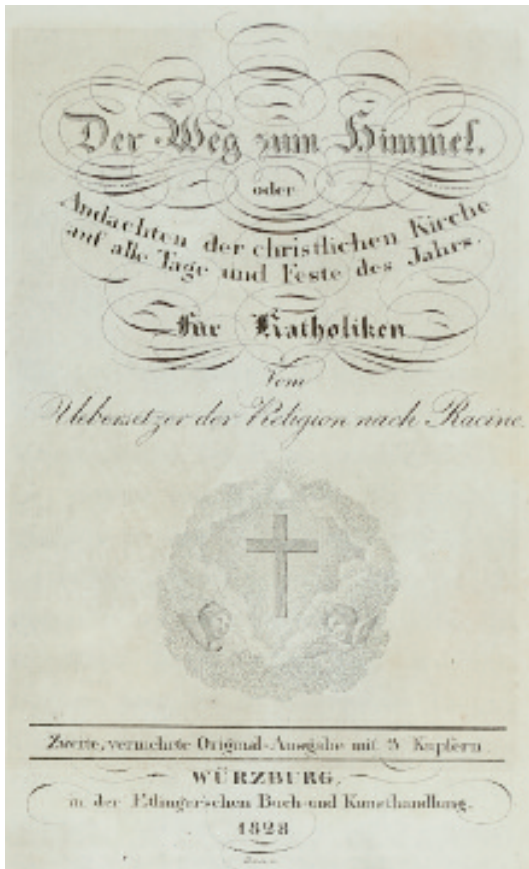 Der Weg zum Himmel,
oder
Andachten der christlichen Kirche
auf alle Tage und Feste des Jahrs.
Für Katholiken
Vom
Uebersetzer der Religion nach Racine.
Zweite, vermehrte Original-Ausgabe mit Kupfern.
WÜRZBURG,
in der Etlinger'schen Buch- und Kunsthandlung.
1828